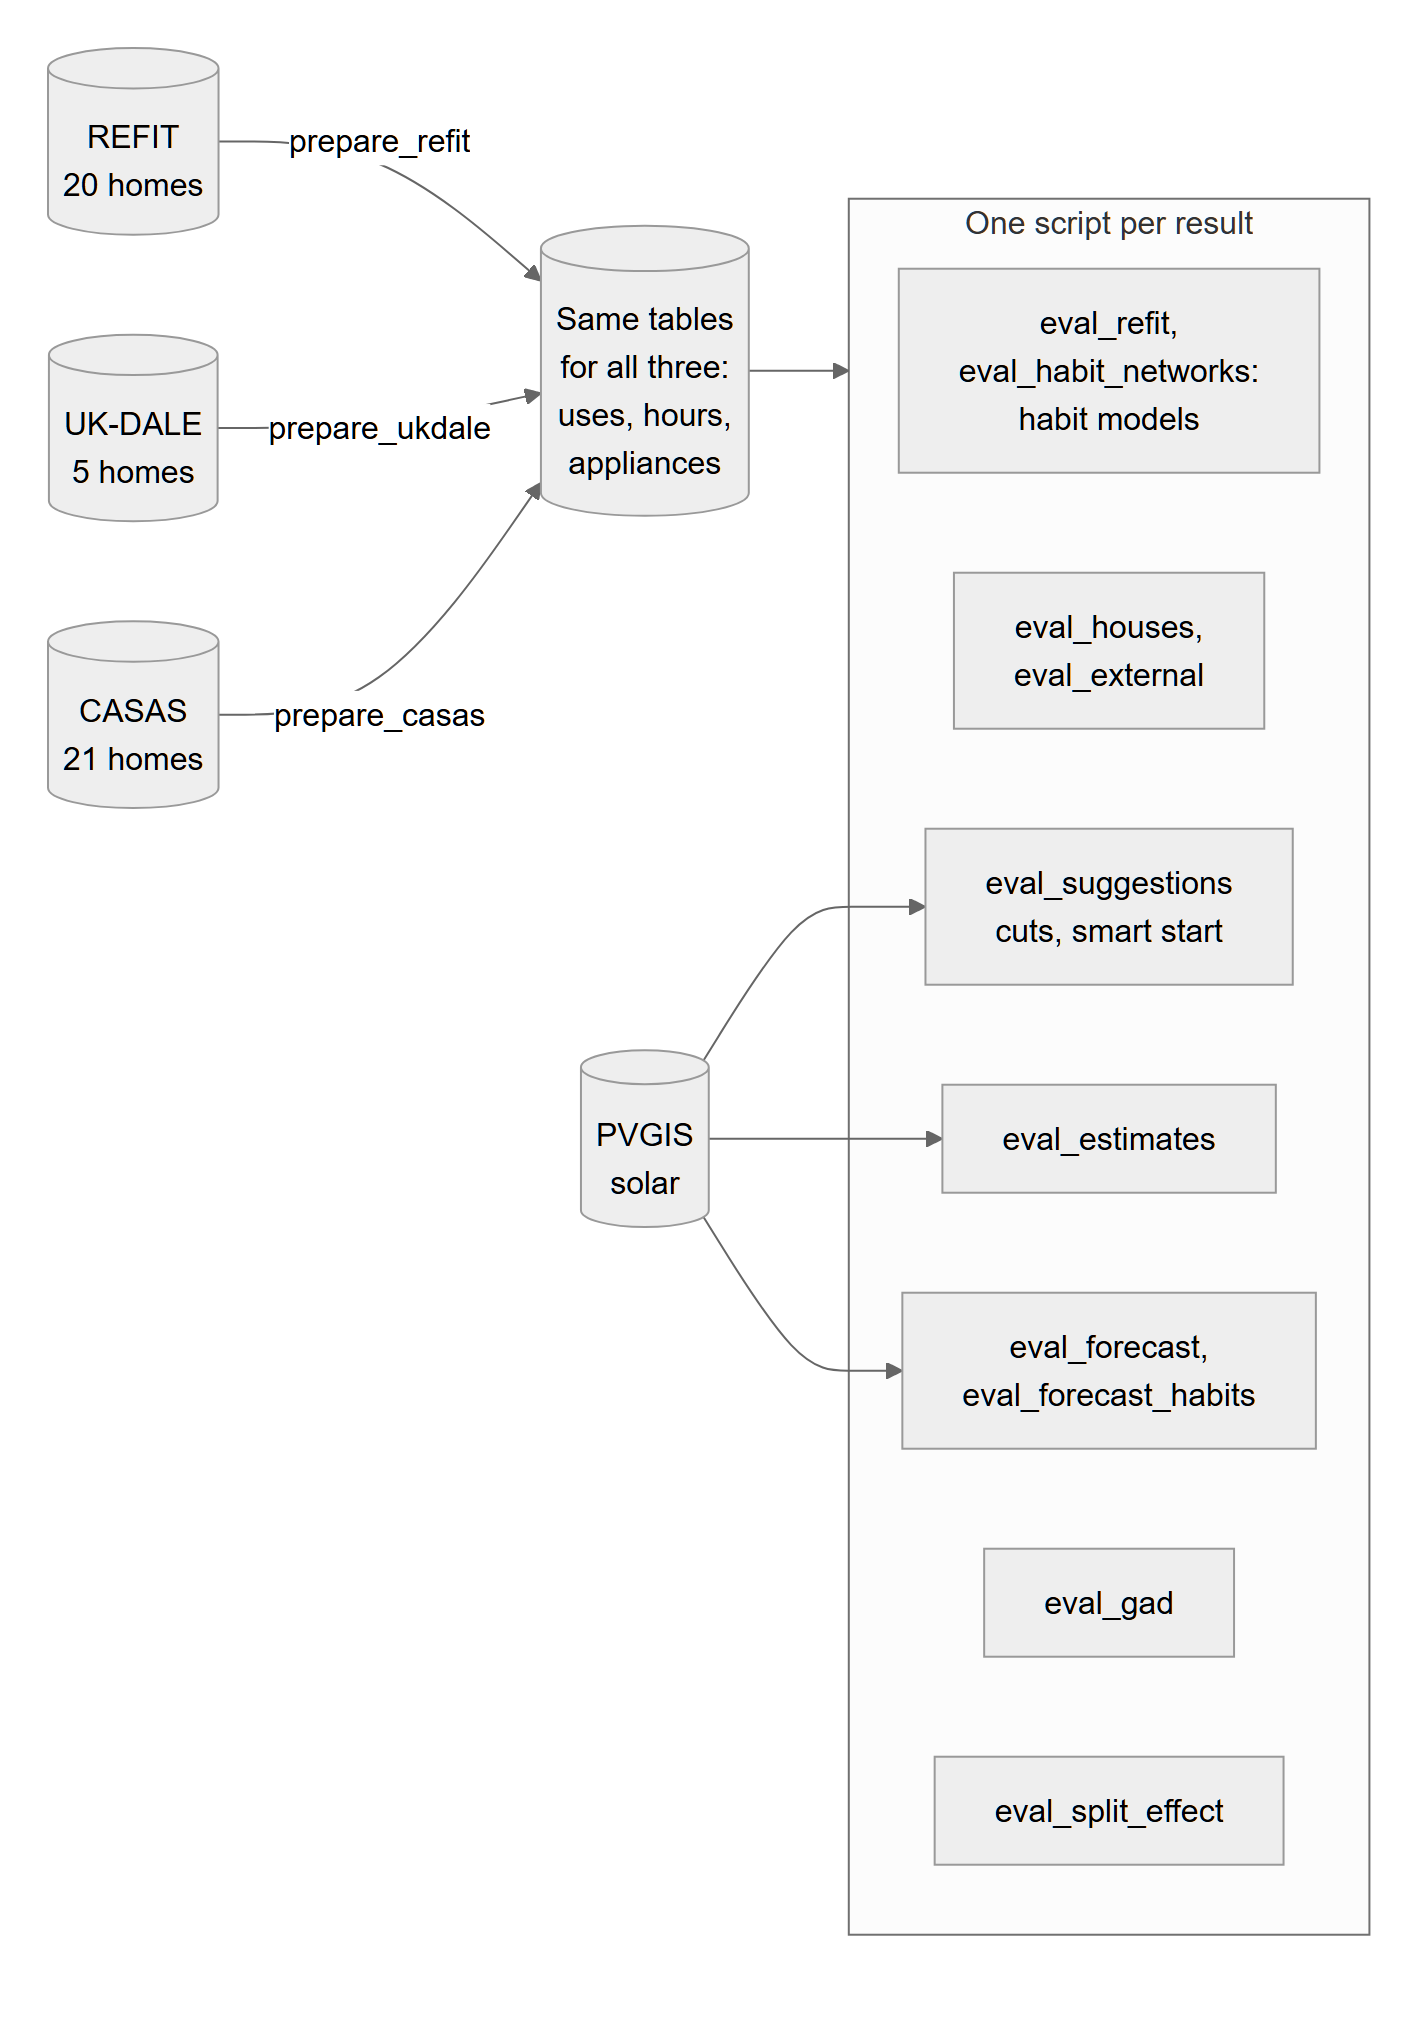 REFIT
20 homes
prepare_refit
UK-DALE
5 homes
prepare_ukdale
CASAS
21 homes
prepare_casas
Same tables
for all three:
uses, hours,
appliances
PVGIS
solar
One script per result
eval_refit,
eval_habit_networks:
habit models
eval_houses,
eval_external
eval_suggestions
cuts, smart start
eval_estimates
eval_forecast,
eval_forecast_habits
eval_gad
eval_split_effect